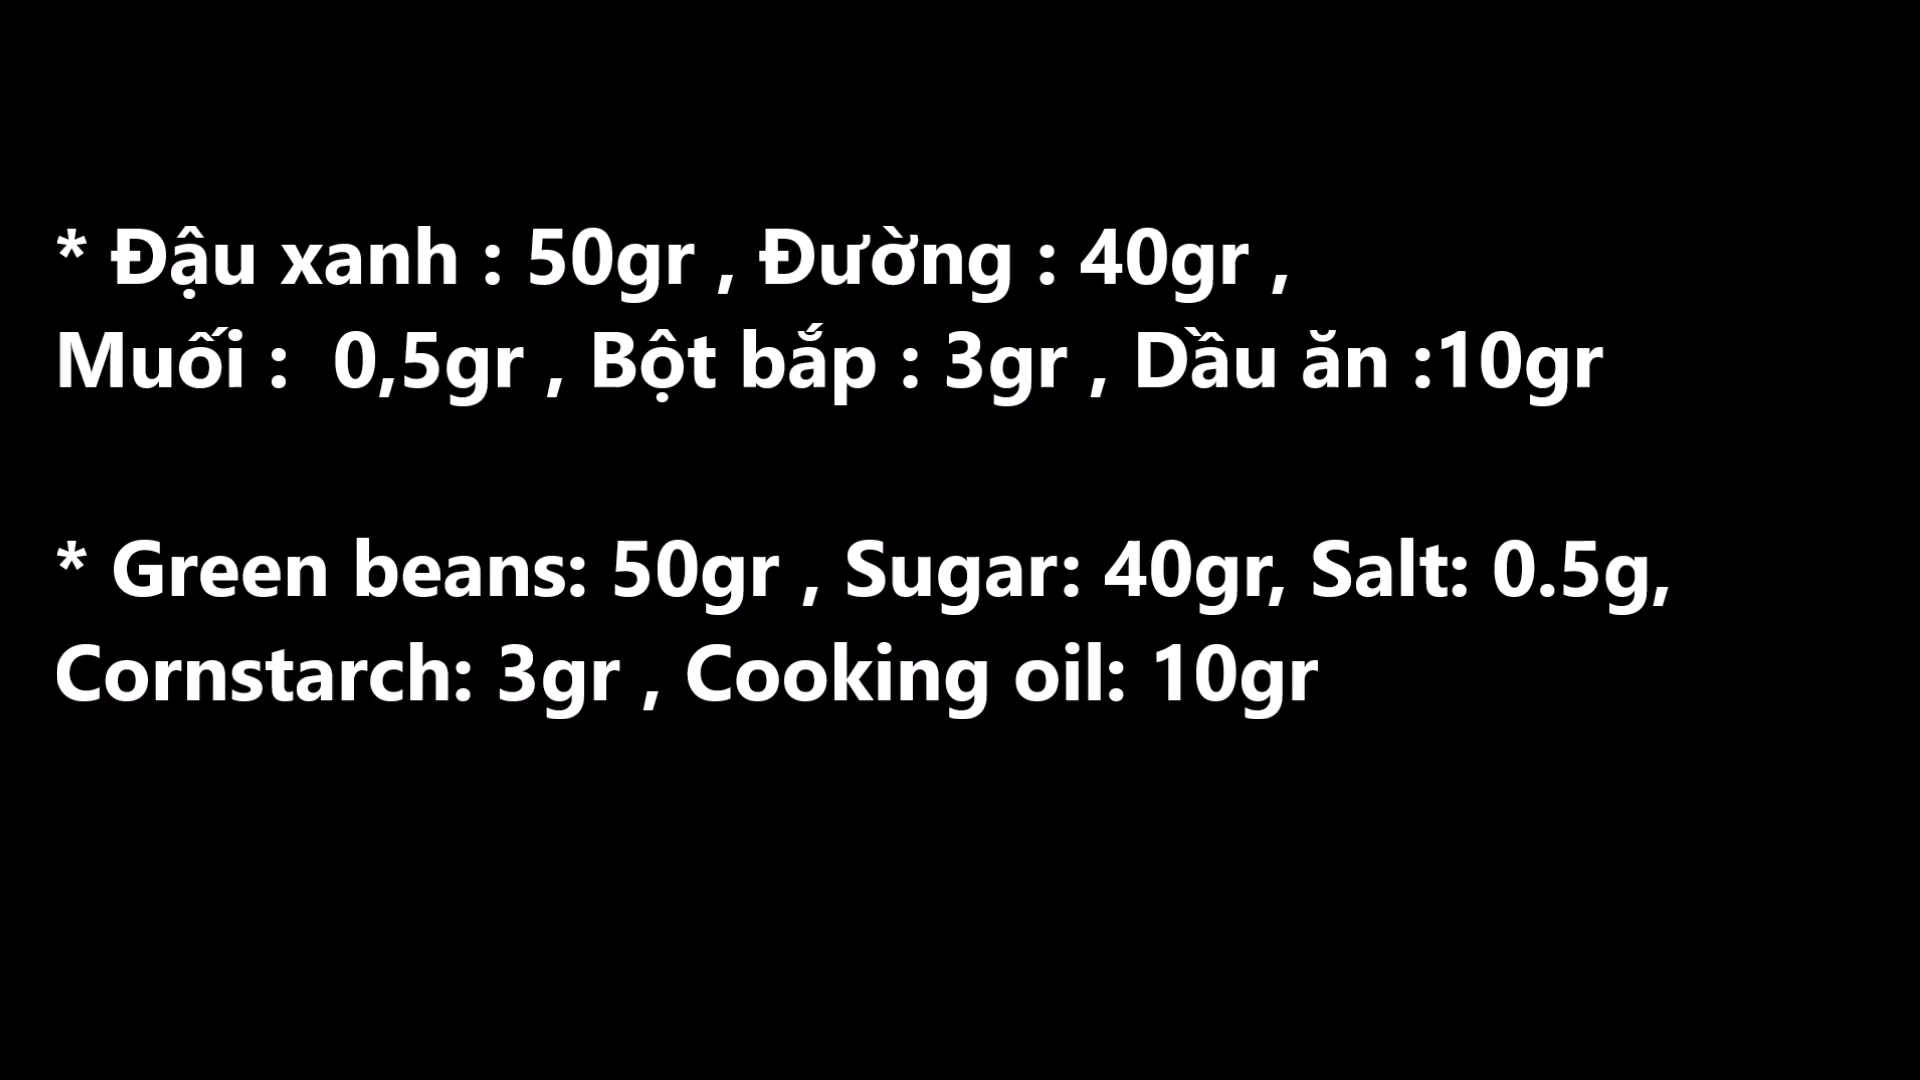 * Đậu xanh : 50gr , Đường : 40gr ,
Muối :  0,5gr , Bột bắp : 3gr , Dầu ăn :10gr
* Green beans: 50gr , Sugar: 40gr, Salt: 0.5g,
Cornstarch: 3gr , Cooking oil: 10gr